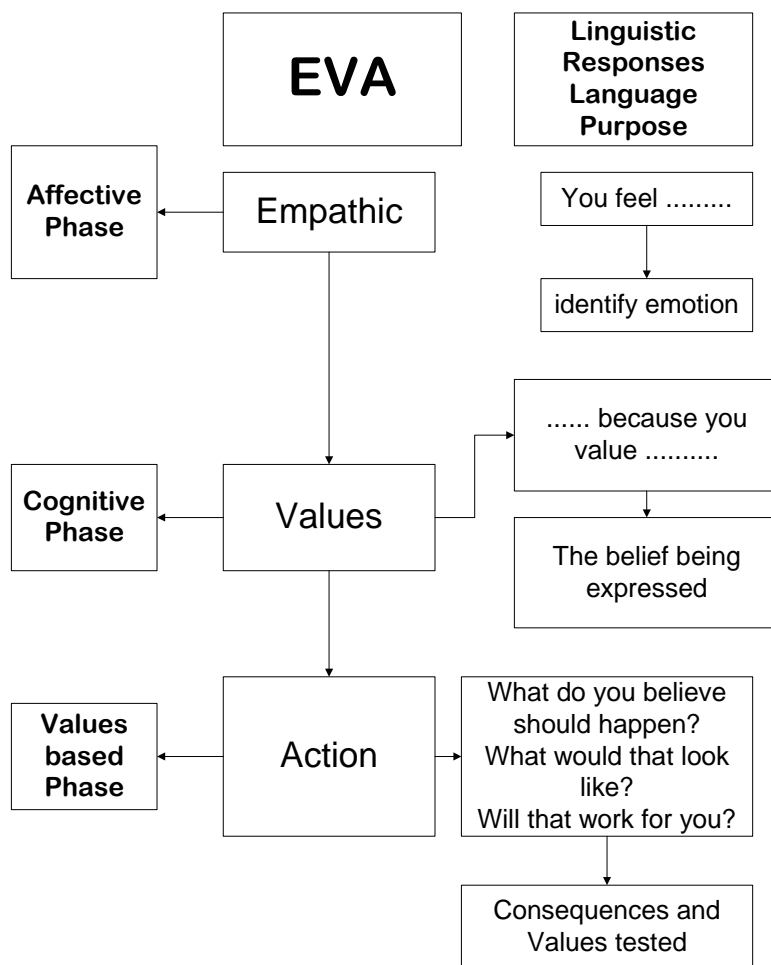 EVA
Linguistic
Responses
Language
Purpose
Affective
Phase
Empathic
You feel .........
identify emotion
...... because you
value ..........
Cognitive
Phase
Values
The belief being
expressed
Values
based
Phase
Action
What do you believe
should happen?
What would that look
like?
Will that work for you?
Consequences and
Values tested